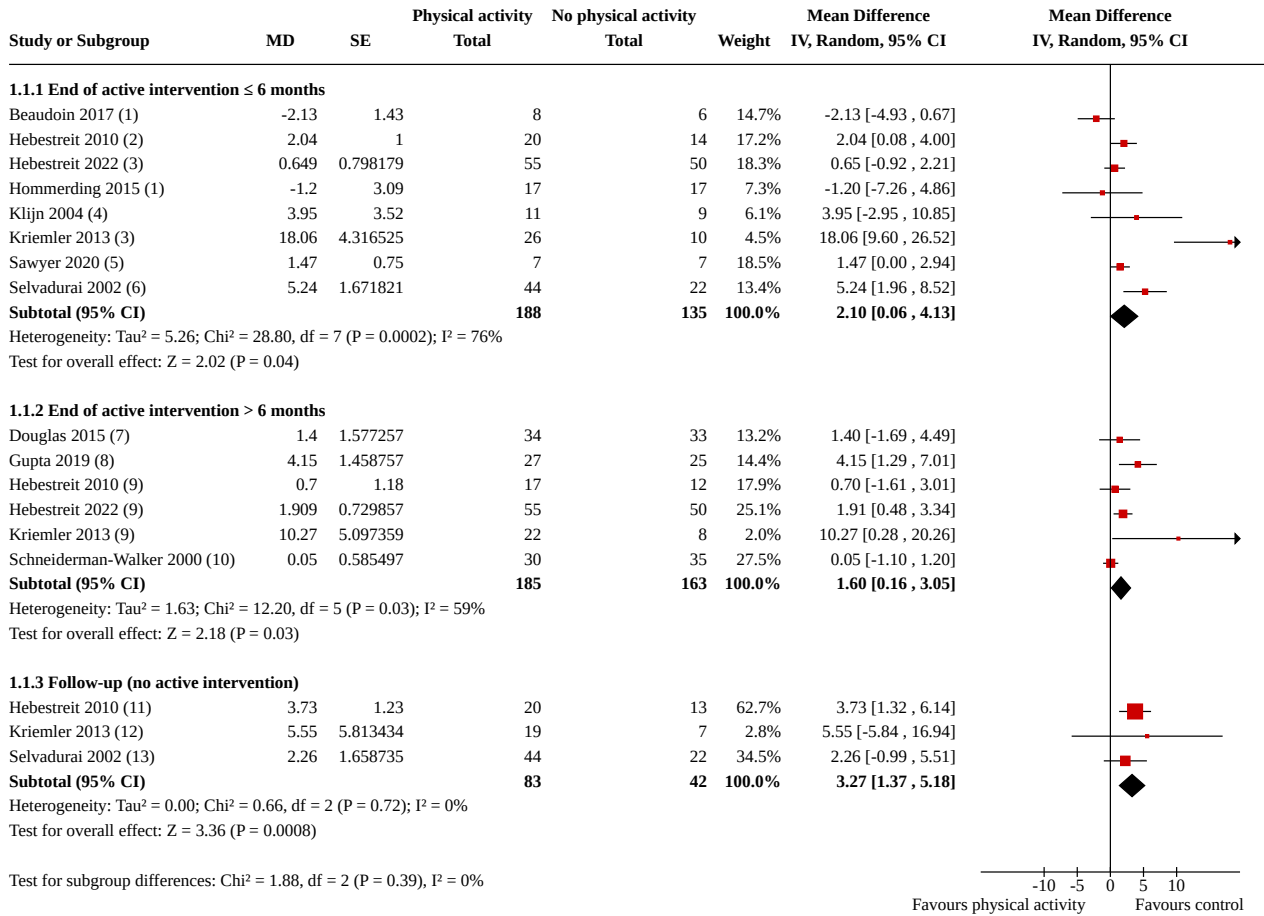 Physical activity No physical activity Mean Difference Mean Difference
Study or Subgroup MD SE Total Total Weight IV, Random, 95% CI IV, Random, 95% CI
1.1.1 End of active intervention ≤ 6 months
Beaudoin 2017 (1) -2.13 1.43 8 6 14.7% -2.13 [-4.93 , 0.67]
Hebestreit 2010 (2) 2.04 1 20 14 17.2% 2.04 [0.08 , 4.00]
Hebestreit 2022 (3) 0.649 0.798179 55 50 18.3% 0.65 [-0.92 , 2.21]
Hommerding 2015 (1) -1.2 3.09 17 17 7.3% -1.20 [-7.26 , 4.86]
Klijn 2004 (4) 3.95 3.52 11 9 6.1% 3.95 [-2.95 , 10.85]
Kriemler 2013 (3) 18.06 4.316525 26 10 4.5% 18.06 [9.60 , 26.52]
Sawyer 2020 (5) 1.47 0.75 7 7 18.5% 1.47 [0.00 , 2.94]
Selvadurai 2002 (6) 5.24 1.671821 44 22 13.4% 5.24 [1.96 , 8.52]
Subtotal (95% CI) 188 135 100.0% 2.10 [0.06 , 4.13]
Heterogeneity: Tau² = 5.26; Chi² = 28.80, df = 7 (P = 0.0002); I² = 76%
Test for overall effect: Z = 2.02 (P = 0.04)
1.1.2 End of active intervention > 6 months
Douglas 2015 (7) 1.4 1.577257 34 33 13.2% 1.40 [-1.69 , 4.49]
Gupta 2019 (8) 4.15 1.458757 27 25 14.4% 4.15 [1.29 , 7.01]
Hebestreit 2010 (9) 0.7 1.18 17 12 17.9% 0.70 [-1.61 , 3.01]
Hebestreit 2022 (9) 1.909 0.729857 55 50 25.1% 1.91 [0.48 , 3.34]
Kriemler 2013 (9) 10.27 5.097359 22 8 2.0% 10.27 [0.28 , 20.26]
Schneiderman-Walker 2000 (10) 0.05 0.585497 30 35 27.5% 0.05 [-1.10 , 1.20]
Subtotal (95% CI) 185 163 100.0% 1.60 [0.16 , 3.05]
Heterogeneity: Tau² = 1.63; Chi² = 12.20, df = 5 (P = 0.03); I² = 59%
Test for overall effect: Z = 2.18 (P = 0.03)
1.1.3 Follow-up (no active intervention)
Hebestreit 2010 (11) 3.73 1.23 20 13 62.7% 3.73 [1.32 , 6.14]
Kriemler 2013 (12) 5.55 5.813434 19 7 2.8% 5.55 [-5.84 , 16.94]
Selvadurai 2002 (13) 2.26 1.658735 44 22 34.5% 2.26 [-0.99 , 5.51]
Subtotal (95% CI) 83 42 100.0% 3.27 [1.37 , 5.18]
Heterogeneity: Tau² = 0.00; Chi² = 0.66, df = 2 (P = 0.72); I² = 0%
Test for overall effect: Z = 3.36 (P = 0.0008)
Test for subgroup differences: Chi² = 1.88, df = 2 (P = 0.39), I² = 0%
-10 -5 0 5 10
Favours physical activity Favours control